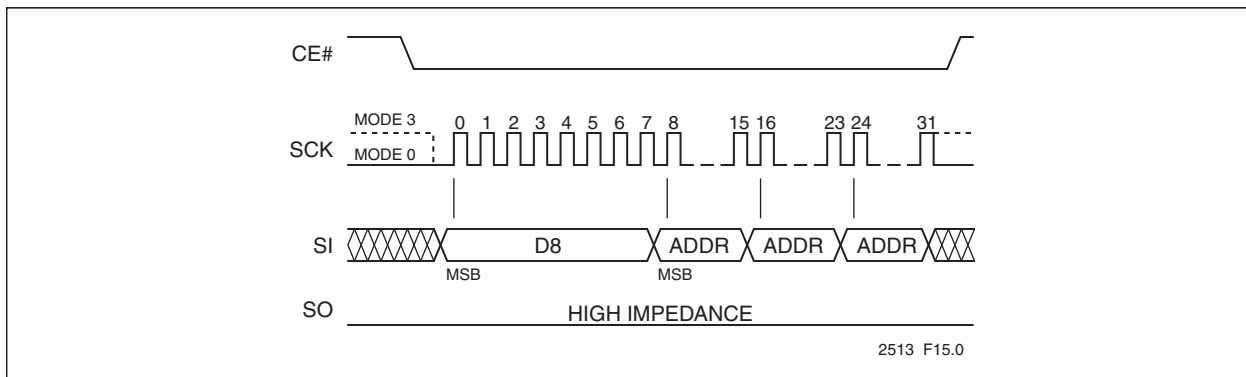 CE#
MODE 3
0 1 2 3 4 5 6 7 8 15 16 23 24 31
SCK
MODE 0
SI
D8 ADDR ADDR ADDR
MSB MSB
SO
HIGH IMPEDANCE
2513 F15.0